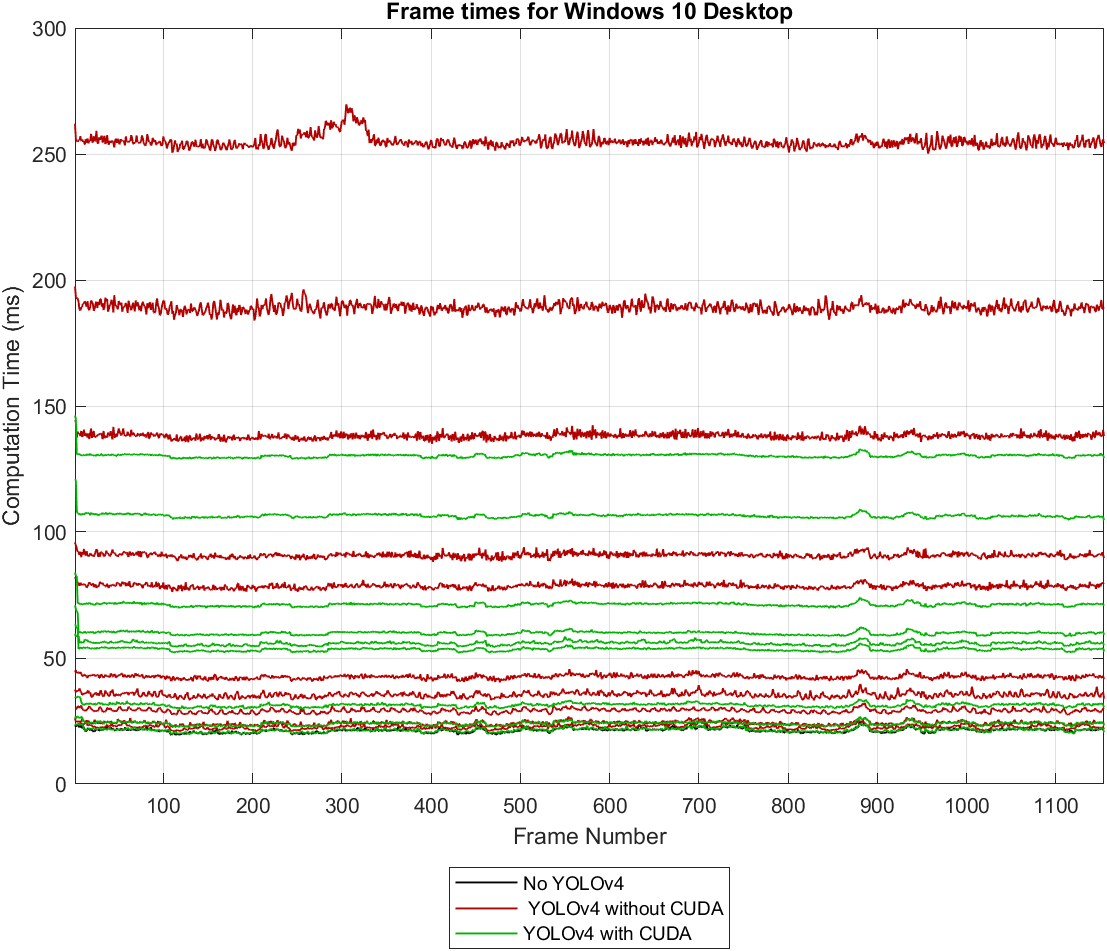 Frame times for Windows 10 Desktop
300
250
200
150
100
50
0
Computation Time (ms)
100 200 300 400 500 600 700 800 900 1000 1100
Frame Number
No YOLOv4
YOLOv4 without CUDA
YOLOv4 with CUDA